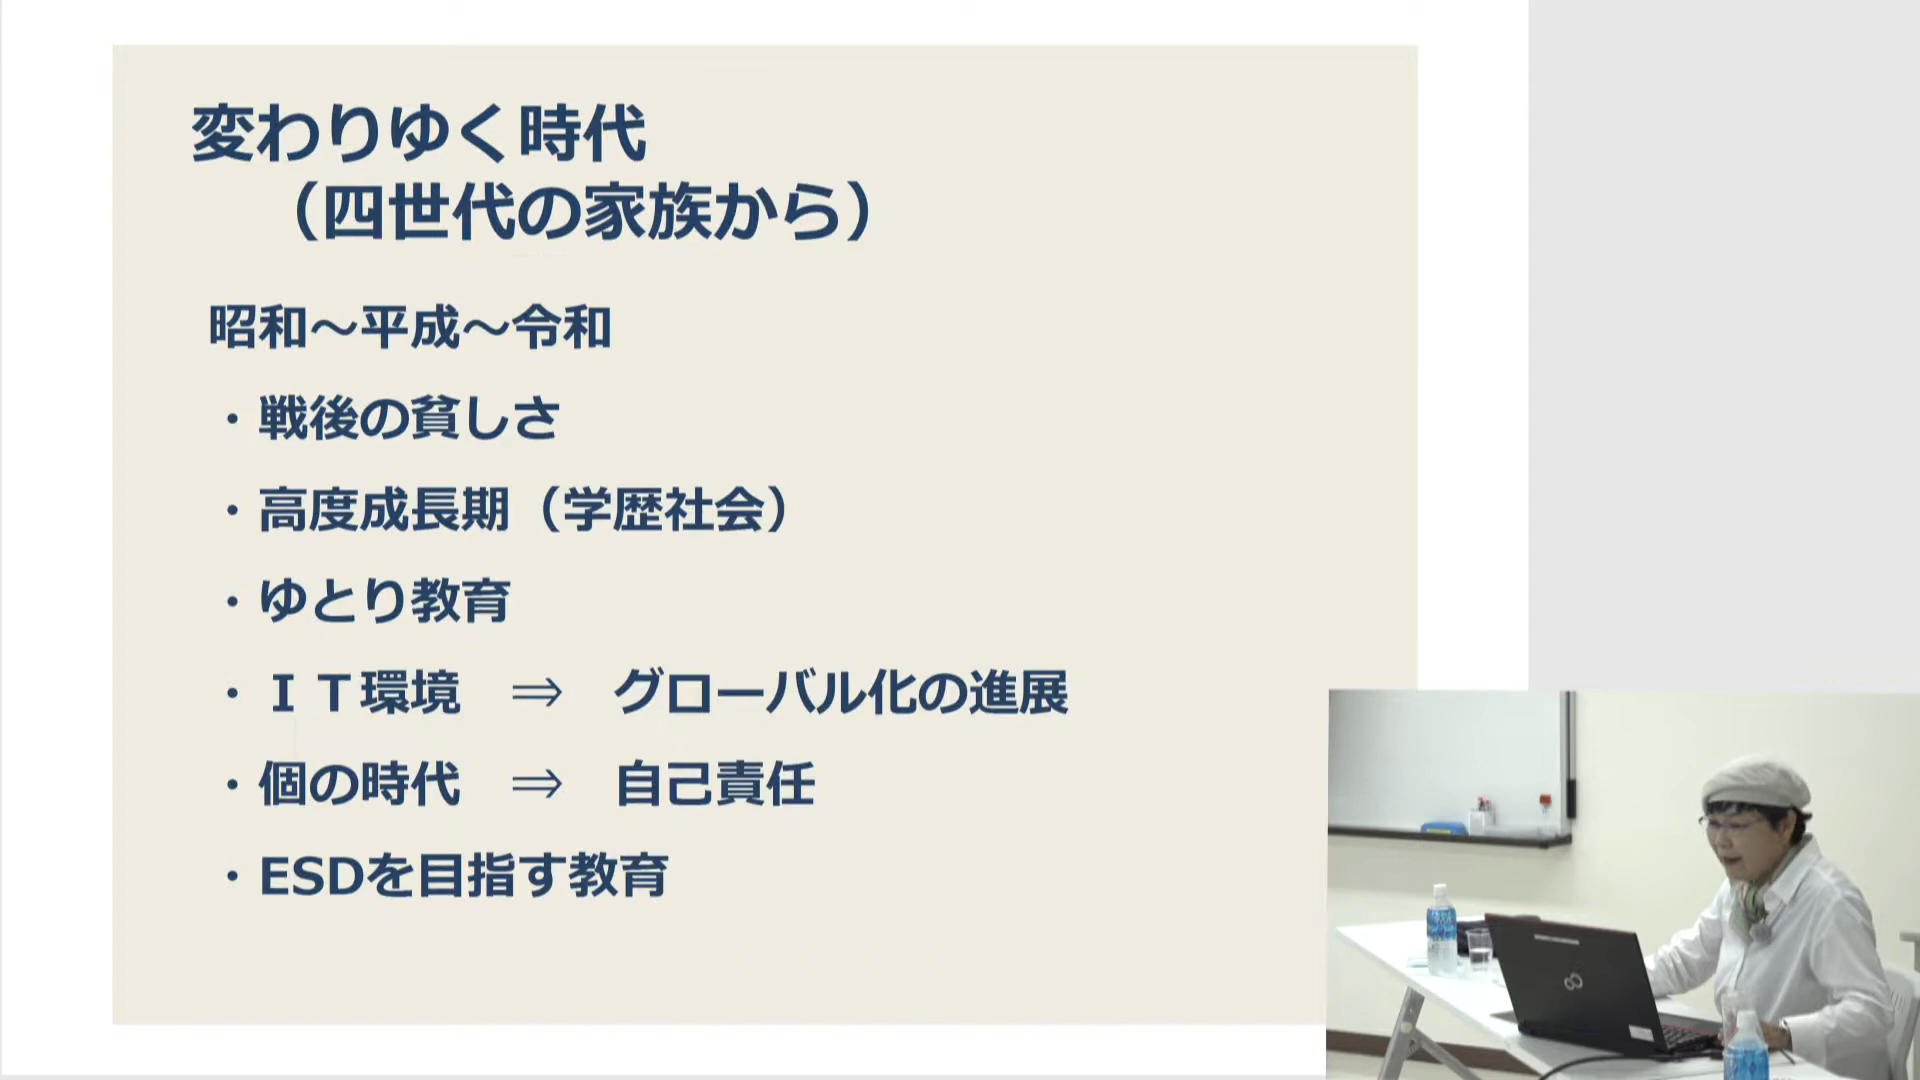 変わりゆく時代
（四世代の家族から）
昭和～平成～令和
・戦後の貧しさ
・高度成長期（学歴社会）
・ゆとり教育
・ＩＴ環境　⇒　グローバル化の進展
・個の時代　⇒　自己責任
・ESDを目指す教育